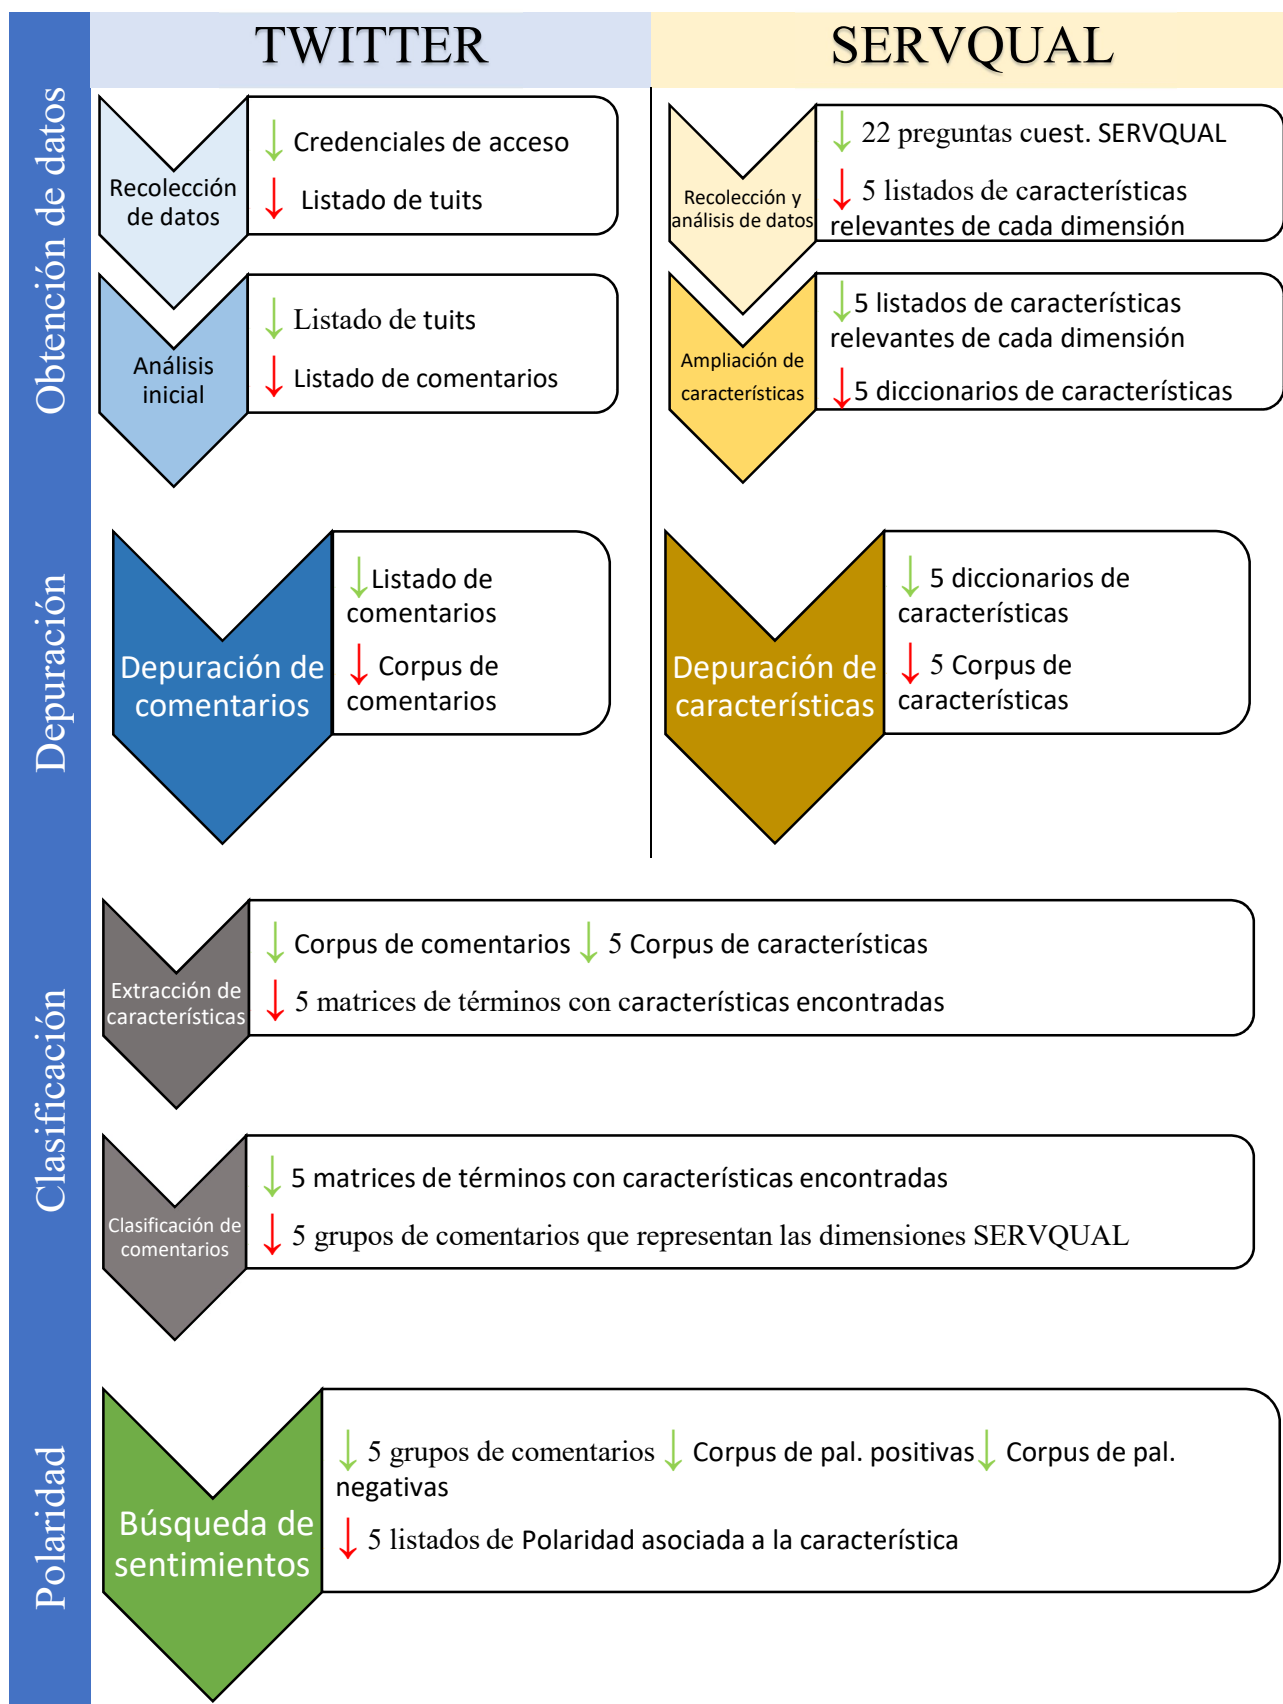 TWITTER
SERVQUAL
Obtención de datos
Recolección
de datos
↓ Credenciales de acceso
↓ Listado de tuits
Recolección y
análisis de datos
↓ 22 preguntas cuest. SERVQUAL
↓ 5 listados de características
relevantes de cada dimensión
Análisis
inicial
↓ Listado de tuits
↓ Listado de comentarios
Ampliación de
características
↓ 5 listados de características
relevantes de cada dimensión
↓ 5 diccionarios de características
Depuración
Depuración de
comentarios
↓ Listado de
comentarios
↓ Corpus de
comentarios
Depuración de
características
↓ 5 diccionarios de
características
↓ 5 Corpus de
características
Clasificación
Extracción de
características
↓ Corpus de comentarios ↓ 5 Corpus de características
↓ 5 matrices de términos con características encontradas
Clasificación de
comentarios
↓ 5 matrices de términos con características encontradas
↓ 5 grupos de comentarios que representan las dimensiones SERVQUAL
Polaridad
Búsqueda de
sentimientos
↓ 5 grupos de comentarios ↓ Corpus de pal. positivas ↓ Corpus de pal.
negativas
↓ 5 listados de Polaridad asociada a la característica